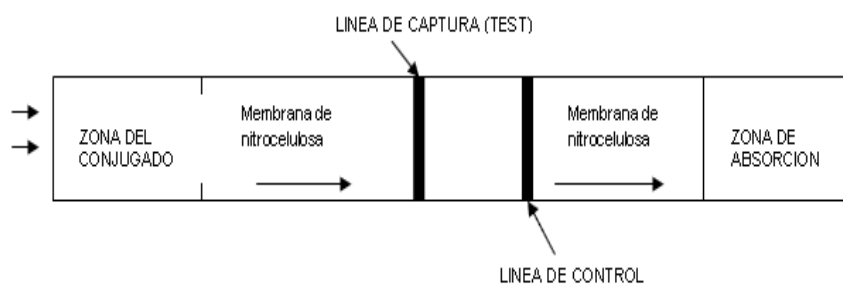 LINEA DE CAPTURA (TEST)
ZONA DEL
CONJUGADO
Membrana de
nitrocelulosa
Membrana de
nitrocelulosa
ZONA DE
ABSORCION
LINEA DE CONTROL